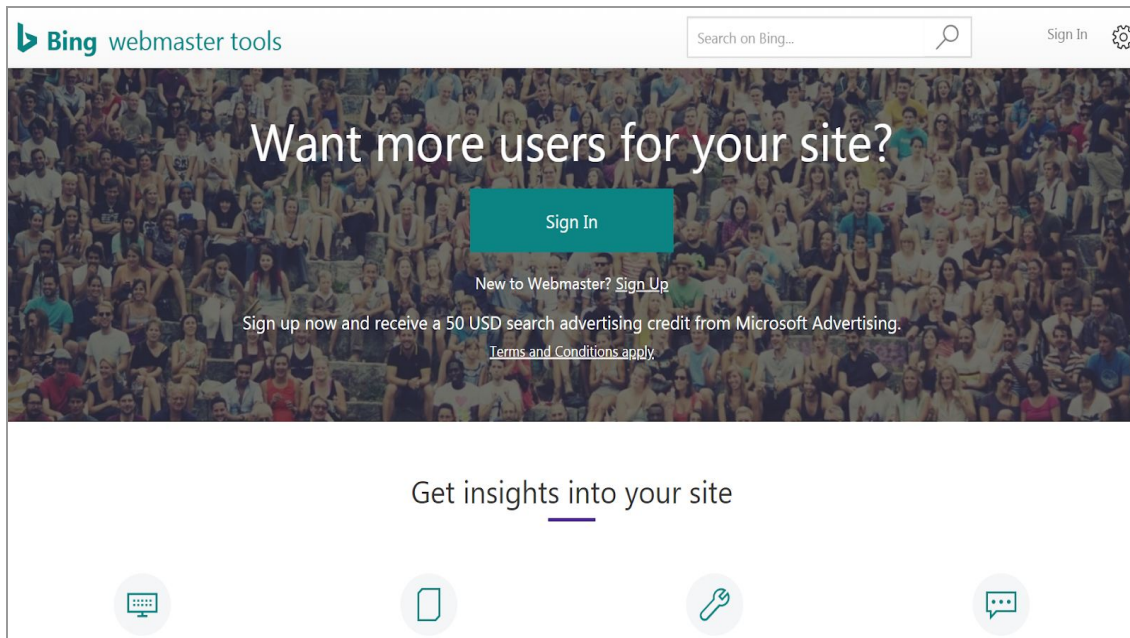 Bing webmaster tools
Search on Bing...
Sign In
Want more users for your site?
Sign In
New to Webmaster? Sign Up
Sign up now and receive a 50 USD search advertising credit from Microsoft Advertising.
Terms and Conditions apply
Get insights into your site